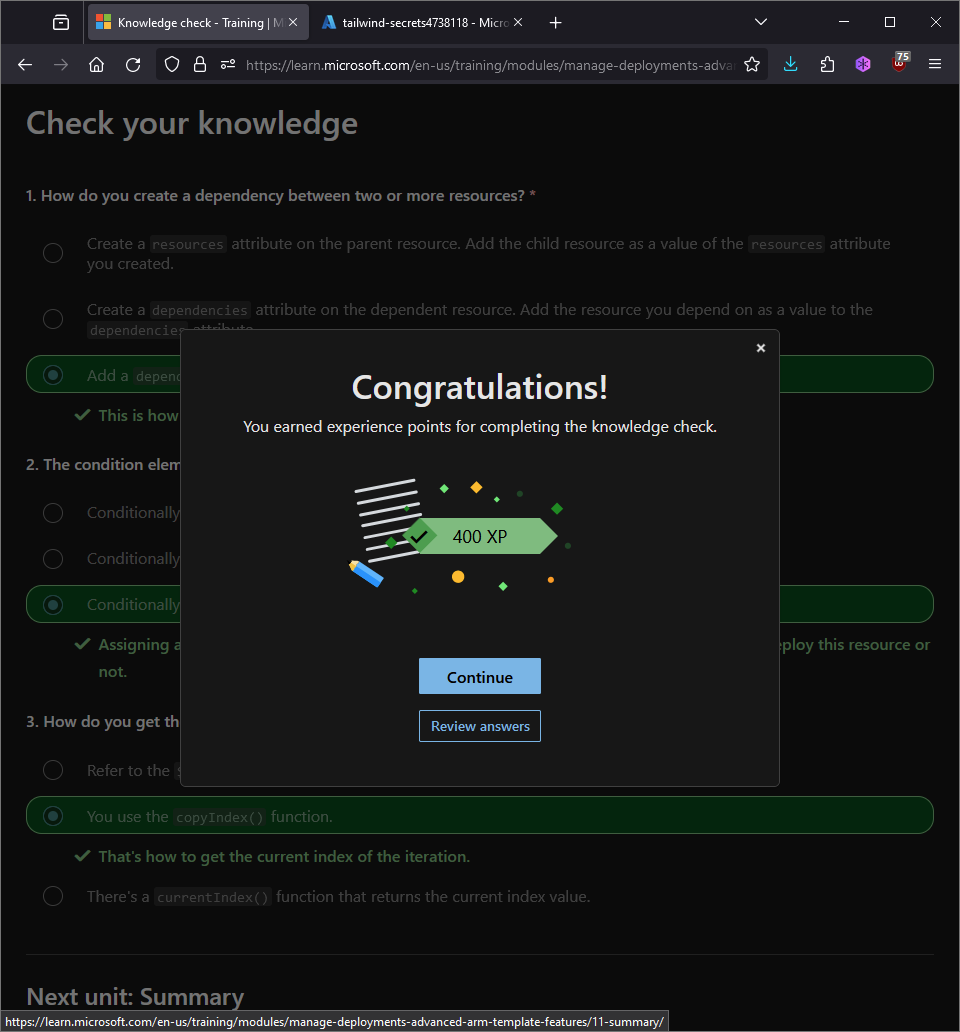 Knowledge check - Training | M
tailwind-secrets4738118 - Micro
75
https://learn.microsoft.com/en-us/training/modules/manage-deployments-adva
Check your knowledge
1. How do you create a dependency between two or more resources? *
Create a resources attribute on the parent resource. Add the child resource as a value of the resources attribute
you created.
Create a dependencies attribute on the dependent resource. Add the resource you depend on as a value to the
dependencies attribute.
Add a depend
This is how
2. The condition elem
Conditionally
Conditionally
Conditionally
Assigning a
eploy this resource or
not.
3. How do you get th
Refer to the
You use the copyIndex() function.
That's how to get the current index of the iteration.
There's a currentIndex() function that returns the current index value.
Congratulations!
You earned experience points for completing the knowledge check.
400 XP
Continue
Review answers
Next unit: Summary
https://learn.microsoft.com/en-us/training/modules/manage-deployments-advanced-arm-template-features/11-summary/